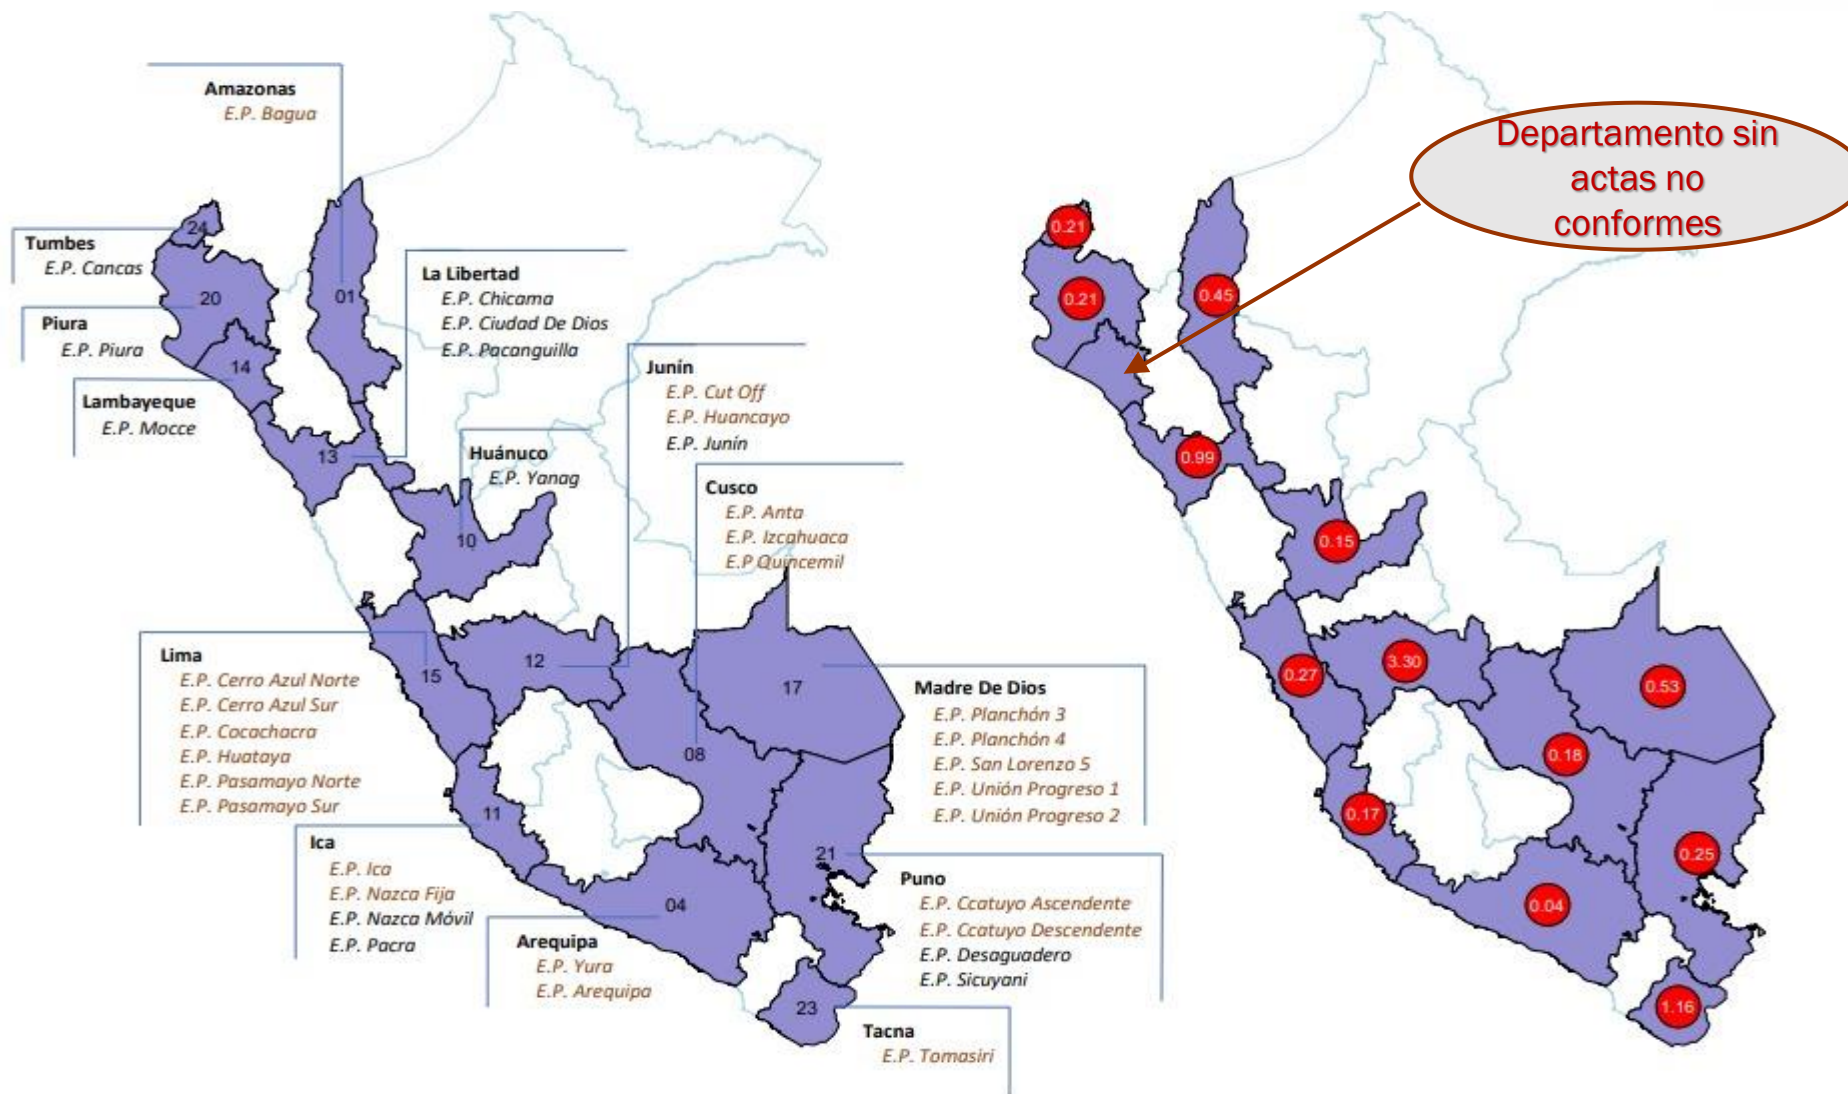 Amazonas
E.P. Bagua
Tumbes
E.P. Cancas
Piura
E.P. Piura
Lambayeque
E.P. Mocce
La Libertad
E.P. Chicama
E.P. Ciudad De Dios
E.P. Pacanguilla
Huánuco
E.P. Yanag
Junín
E.P. Cut Off
E.P. Huancayo
E.P. Junín
Cusco
E.P. Anta
E.P. Izcahuaca
E.P Quincemil
Lima
E.P. Cerro Azul Norte
E.P. Cerro Azul Sur
E.P. Cocachacra
E.P. Huataya
E.P. Pasamayo Norte
E.P. Pasamayo Sur
Ica
E.P. Ica
E.P. Nazca Fija
E.P. Nazca Móvil
E.P. Pacra
Arequipa
E.P. Yura
E.P. Arequipa
Madre De Dios
E.P. Planchón 3
E.P. Planchón 4
E.P. San Lorenzo 5
E.P. Unión Progreso 1
E.P. Unión Progreso 2
Puno
E.P. Ccatuyo Ascendente
E.P. Ccatuyo Descendente
E.P. Desaguadero
E.P. Sicuyani
Tacna
E.P. Tomasiri
24
20
01
14
13
10
15
12
17
08
11
21
04
23
Departamento sin
actas no
conformes
0.21
0.21
0.45
0.99
0.15
0.27
3.30
0.53
0.18
0.17
0.25
0.04
1.16